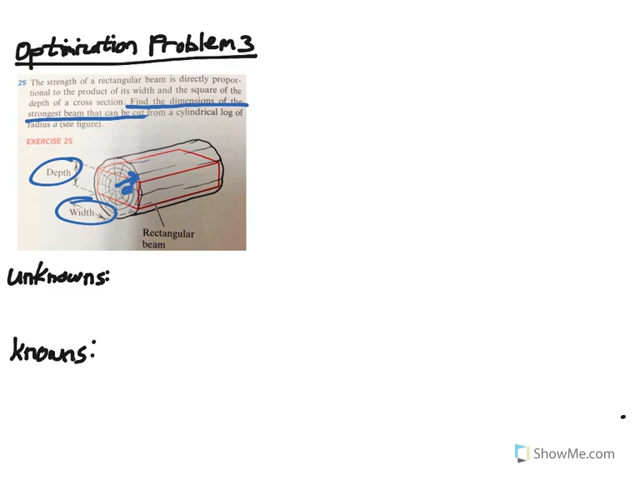 Optimization Problem 3
25 The strength of a rectangular beam is directly propor-
tional to the product of its width and the square of the
depth of a cross section. Find the dimensions of the
strongest beam that can be cut from a cylindrical log of
radius a (see figure).
EXERCISE 25
Depth
Width
Rectangular
beam
unknowns:
knowns:
ShowMe.com